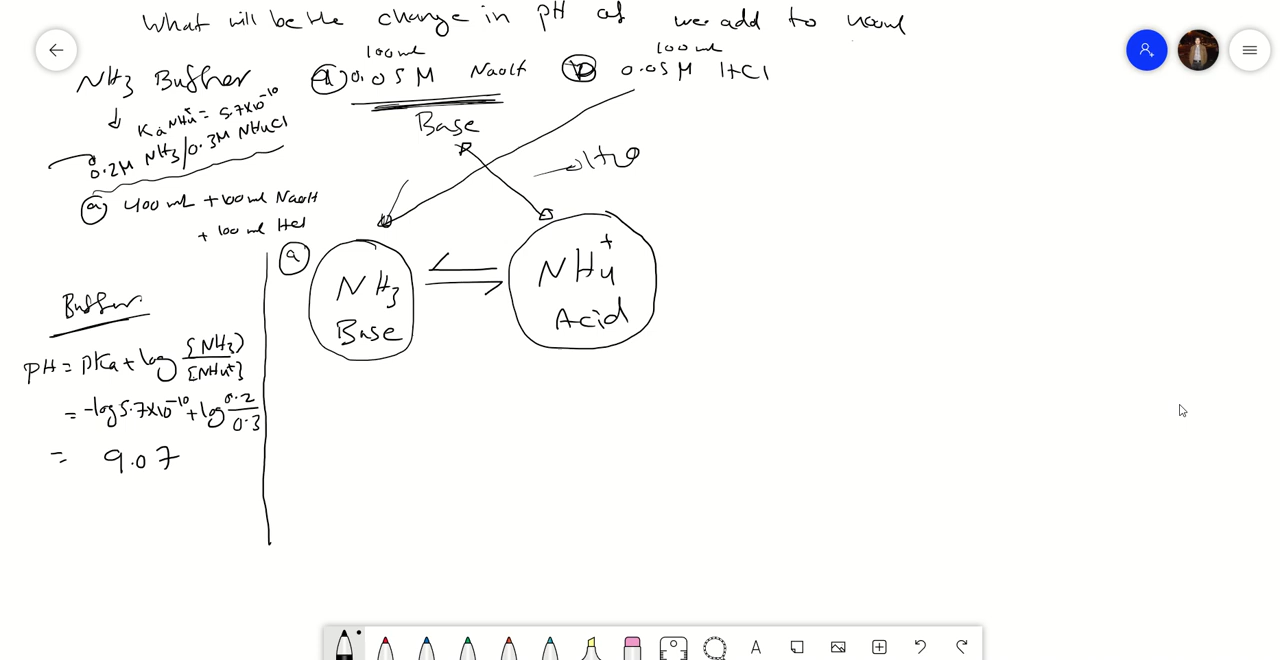 What will be the change in pH of we add to 400ml
NH3 Buffer (a) 100ml 0.05 M NaOH (b) 100ml 0.05 M HCl
↓ Ka NH4+ = 5.7x10-10
0.2M NH3/0.3M NH4Cl
Base
→ H2O
(a) 400 mL + 100 ml NaOH
+ 100 ml HCl
(a)
NH3 ⇌ NH4+
Base Acid
Buffer.
PH = PKa + log [NH3]/[NH4+]
= -log 5.7x10-10 + log 0.2/0.3
= 9.07
A